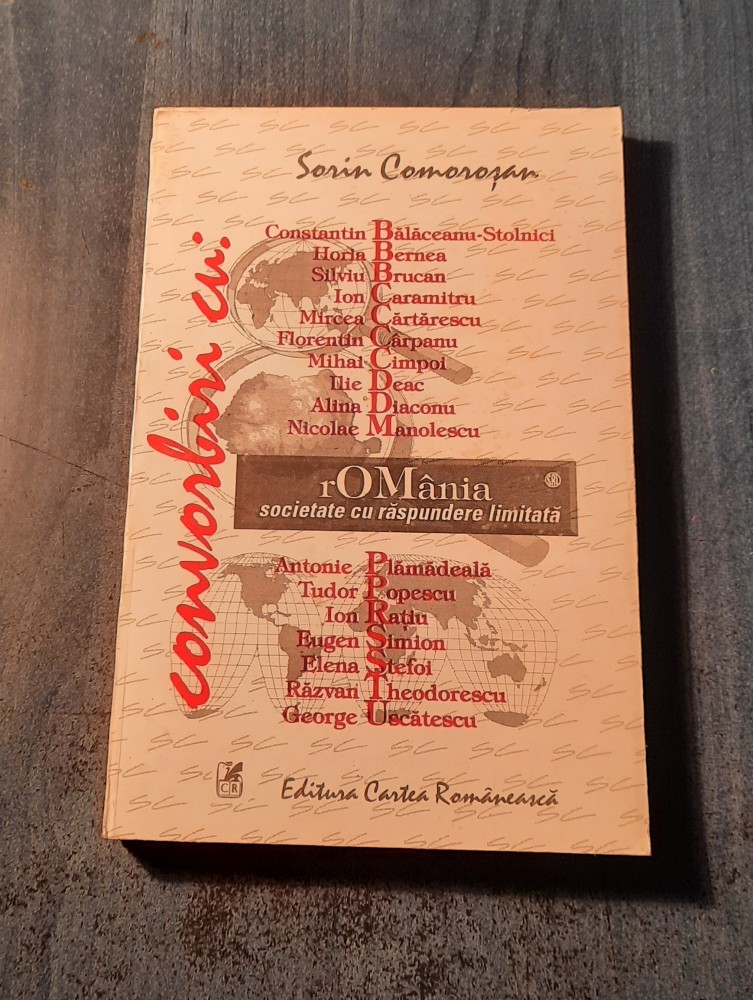 Sorin Comoroșan
convorbiri cu:
Constantin Bălăceanu-Stolnici
Horia Bernea
Silviu Brucan
Ion Caramitru
Mircea Cărtărescu
Florentin Cârpanu
Mihai Cimpoi
Ilie Deac
Alina Diaconu
Nicolae Manolescu
rOMânia
SRL
societate cu răspundere limitată
Antonie Plămădeală
Tudor Popescu
Ion Rațiu
Eugen Simion
Elena Ștefoi
Răzvan Theodorescu
George Uscătescu
CR
Editura Cartea Românească